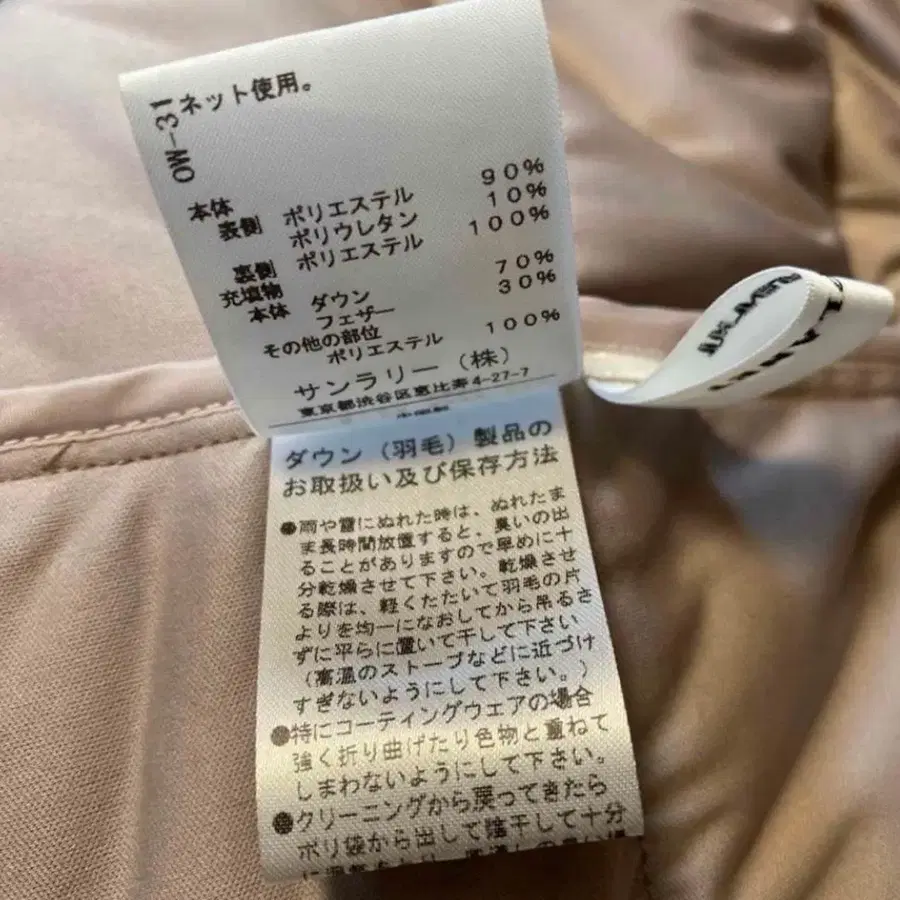 OW-31
ネット使用。
本体
表側 ポリエステル 90%
ポリウレタン 10%
裏側 ポリエステル 100%
充填物
本体 ダウン 70%
フェザー 30%
その他の部位
ポリエステル 100%
サンラリー(株)
東京都渋谷区恵比寿4-27-7
ダウン(羽毛)製品の
お取扱い及び保存方法
●雨や雪にぬれた時は、ぬれたま
ま長時間放置すると、臭いの出
ることがありますので早めに十
分乾燥させて下さい。乾燥させ
る際は、軽くたたいて羽毛の片
よりを均一になおしてから吊るさ
ずに平らに置いて干して下さい
(高温のストーブなどに近づけ
すぎないようにして下さい。)
●特にコーティングウェアの場合
強く折り曲げたり色物と重ねて
しまわないようにして下さい。
●クリーニングから戻ってきたら
ポリ袋から出して陰干して十分